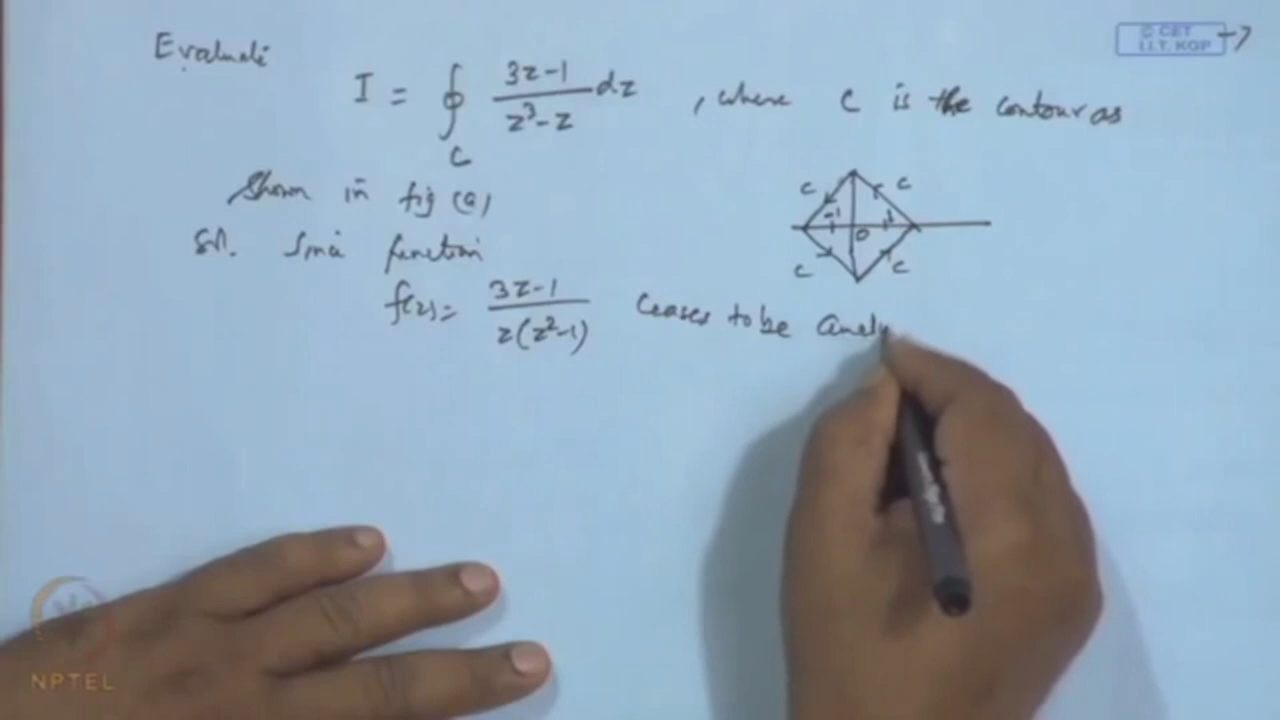 © CET
I.I.T. KGP
Evaluate
I = ∮_C (3z-1)/(z³-z) dz , where C is the contour as
shown in fig (a)
Sol. Since function
f(z) = (3z-1)/(z(z²-1)) ceases to be analy
C C
-1 0 1
C C
NPTEL